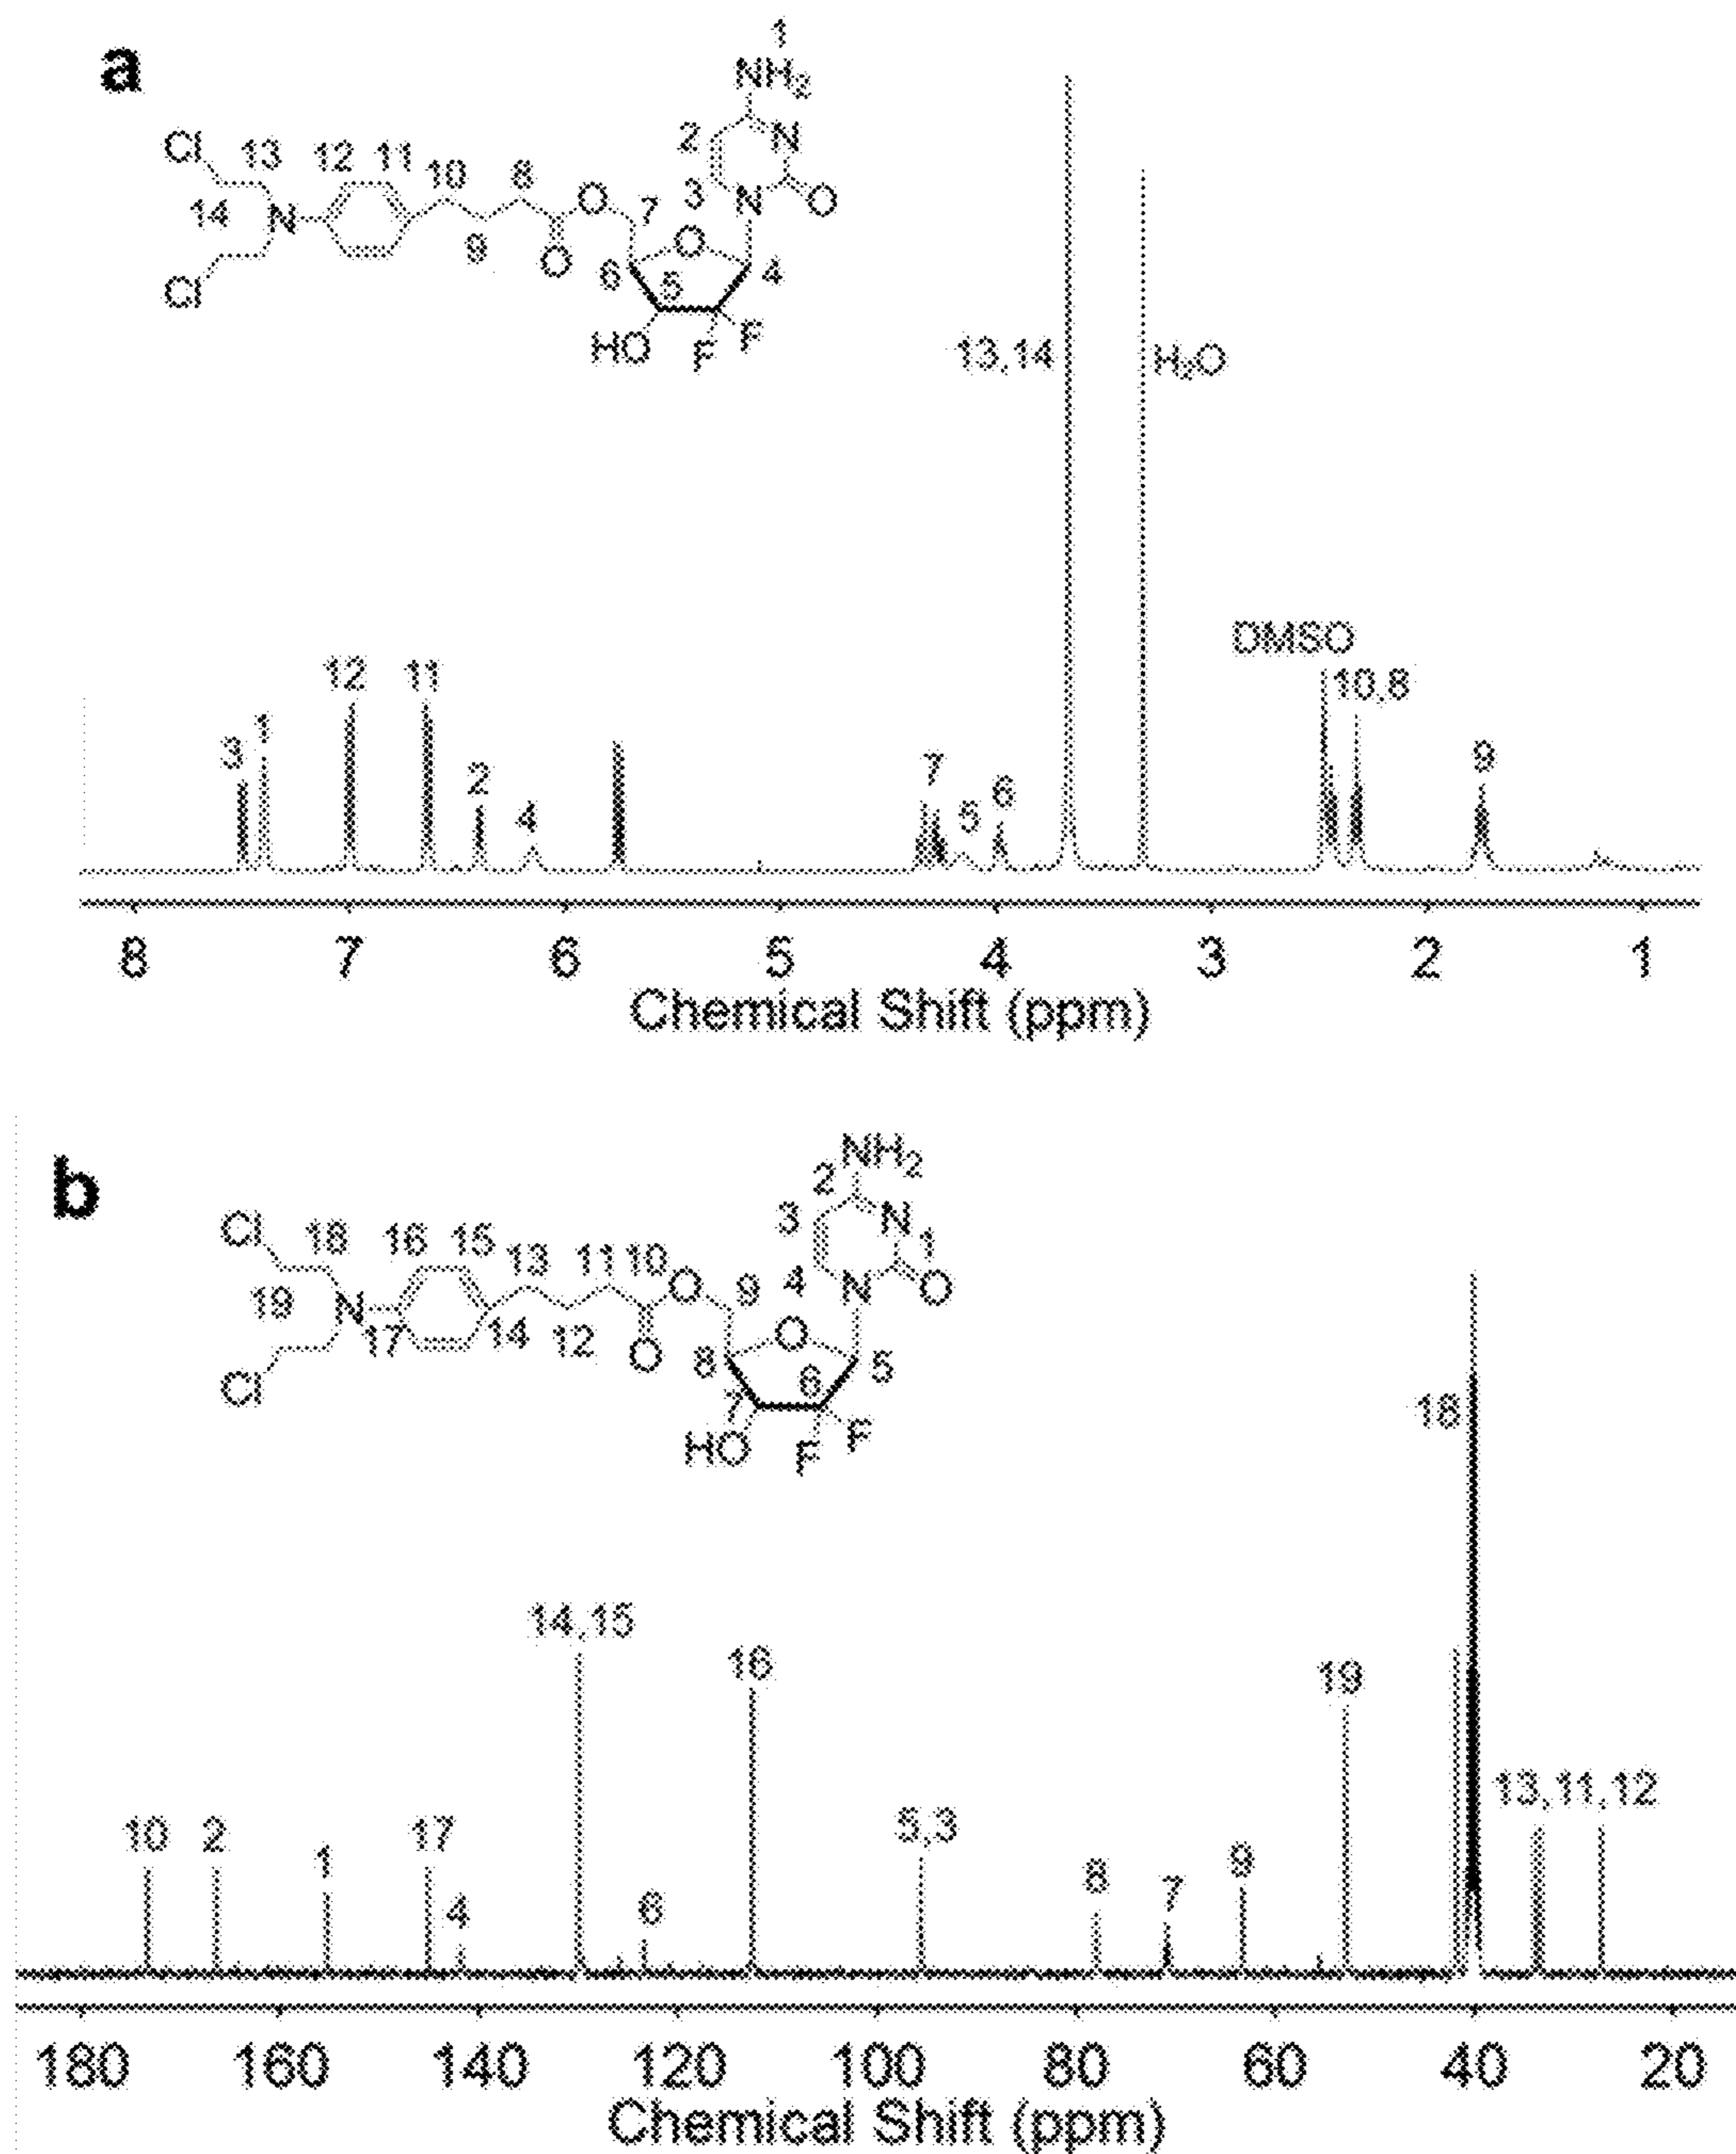 a
1
NH2
Cl 13 12 11 10 8 O 2 N
14 N 7 3 N O
9 O O
Cl 6 5 4
HO F F
13,14
H2O
DMSO
10,8
12 11
3 1 2 4 7 5 6 9
8 7 6 5 4 3 2 1
Chemical Shift (ppm)
b
NH2
2
Cl 18 16 15 13 11 10 O 3 N 1
19 N 9 4 N O
17 14 12 O O
Cl 8 7 6 5
HO F F
18
14,15
16
19
13,11,12
10 2 1 17 4 6 5,3 8 7 9
180 160 140 120 100 80 60 40 20
Chemical Shift (ppm)